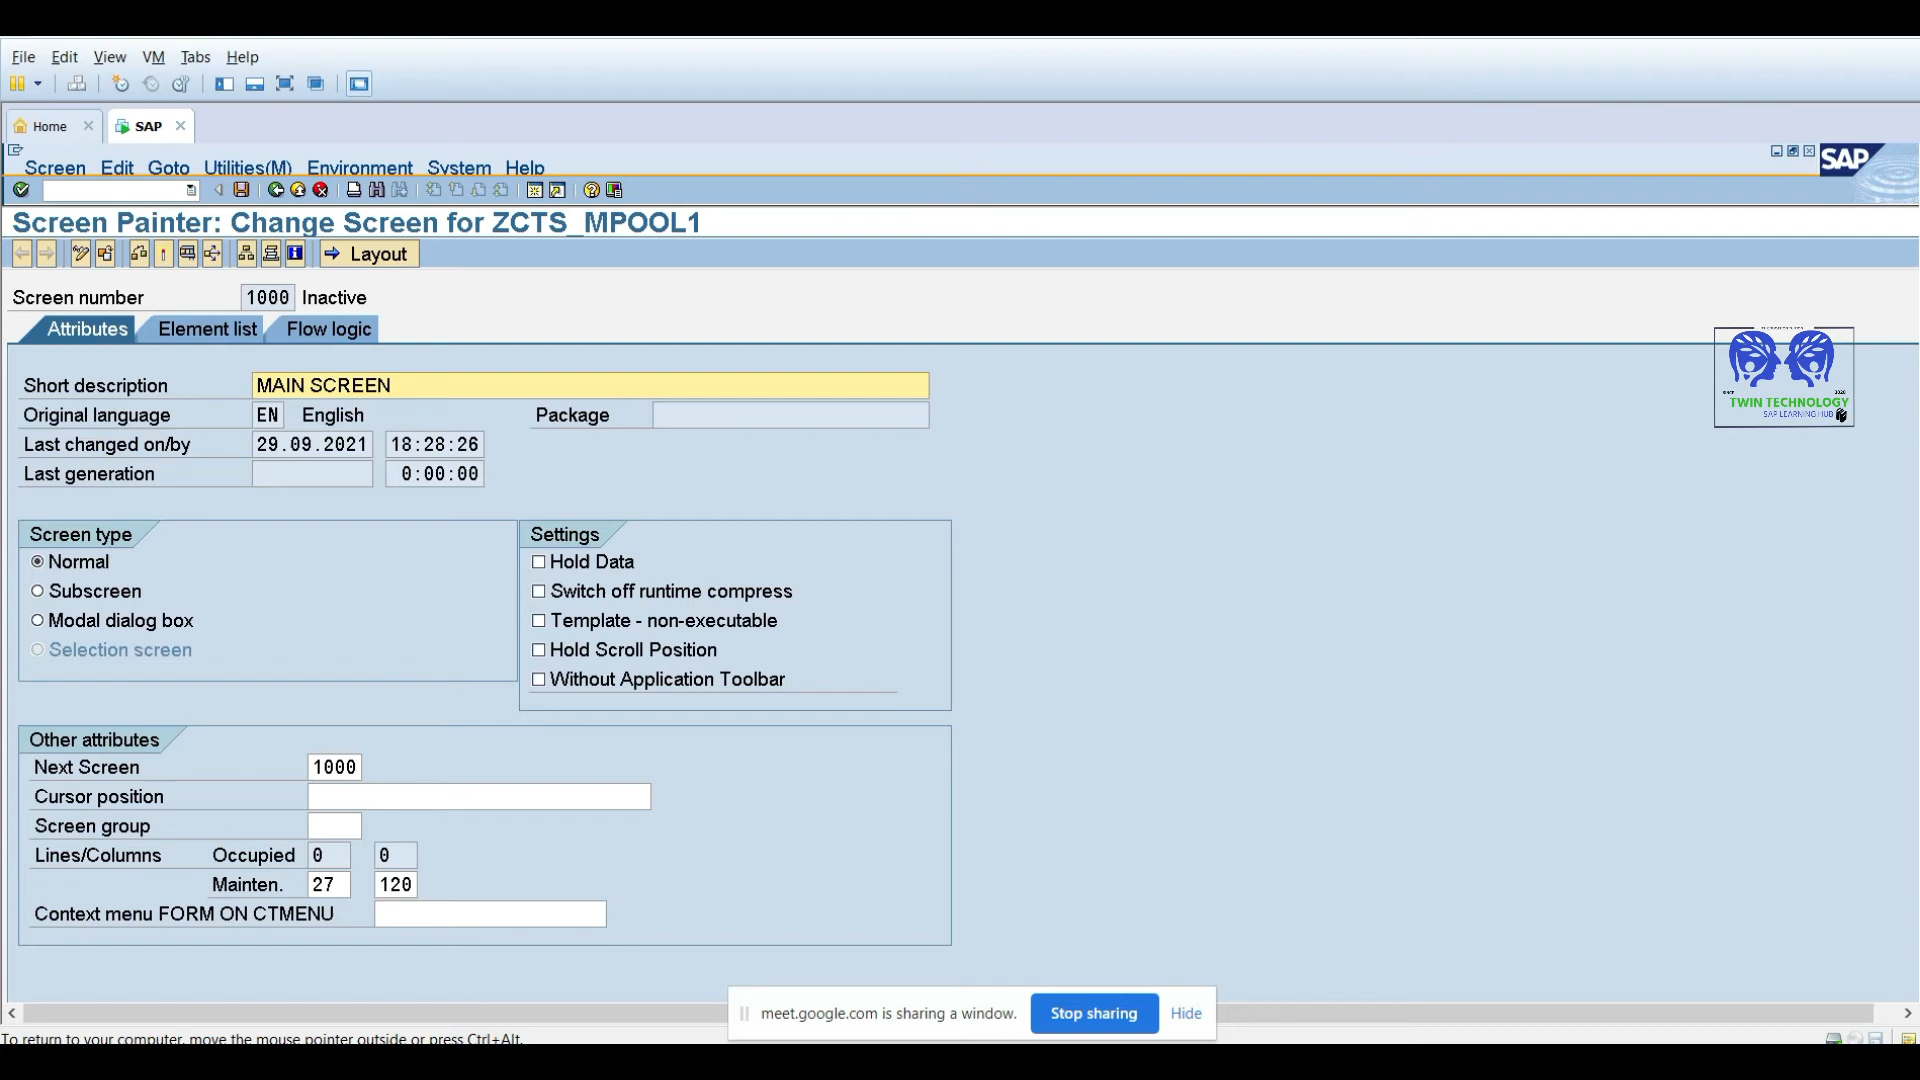 File Edit View VM Tabs Help
Home SAP
Screen Edit Goto Utilities(M) Environment System Help
SAP
Screen Painter: Change Screen for ZCTS_MPOOL1
Layout
Screen number 1000 Inactive
Attributes Element list Flow logic
Short description MAIN SCREEN
Original language EN English Package
Last changed on/by 29.09.2021 18:28:26
Last generation 0:00:00
SINCE 2020
TWIN TECHNOLOGY
SAP LEARNING HUB
Screen type
Normal
Subscreen
Modal dialog box
Selection screen
Settings
Hold Data
Switch off runtime compress
Template - non-executable
Hold Scroll Position
Without Application Toolbar
Other attributes
Next Screen 1000
Cursor position
Screen group
Lines/Columns Occupied 0 0
Mainten. 27 120
Context menu FORM ON CTMENU
meet.google.com is sharing a window. Stop sharing Hide
To return to your computer, move the mouse pointer outside or press Ctrl+Alt.